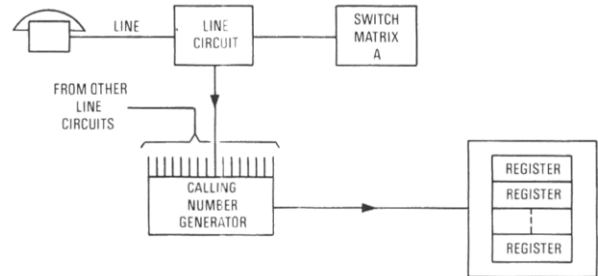 LINE
LINE
CIRCUIT
SWITCH
MATRIX
A
FROM OTHER
LINE
CIRCUITS
CALLING
NUMBER
GENERATOR
REGISTER
REGISTER
REGISTER